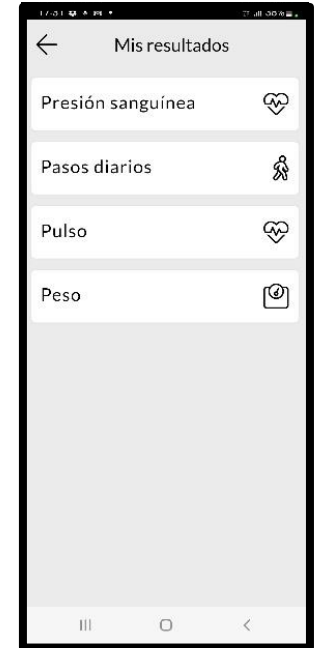 Mis resultados
Presión sanguínea
Pasos diarios
Pulso
Peso